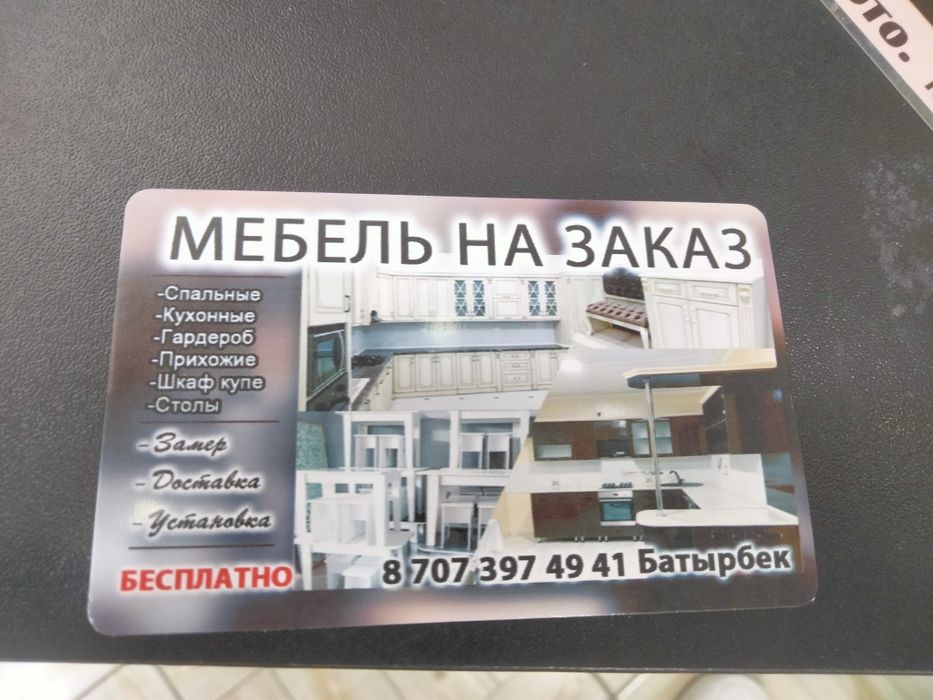 ОТО.
МЕБЕЛЬ НА ЗАКАЗ
-Спальные
-Кухонные
-Гардероб
-Прихожие
-Шкаф купе
-Столы
-Замер
-Доставка
-Установка
БЕСПЛАТНО
8 707 397 49 41 Батырбек